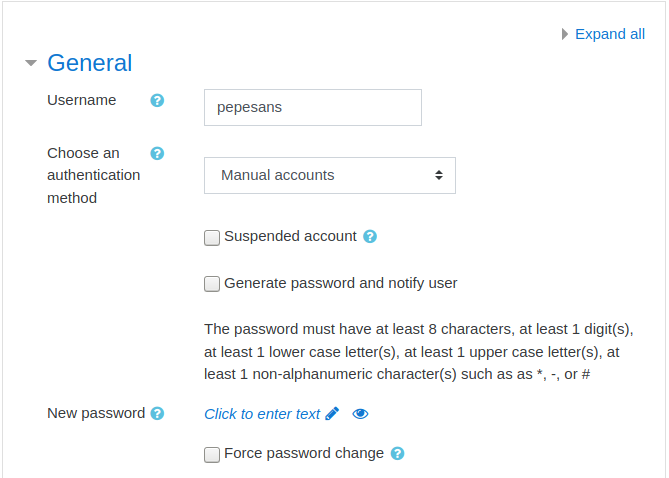 Expand all
General
Username
pepesans
Choose an
authentication
method
Manual accounts
Suspended account
Generate password and notify user
The password must have at least 8 characters, at least 1 digit(s),
at least 1 lower case letter(s), at least 1 upper case letter(s), at
least 1 non-alphanumeric character(s) such as as *, -, or #
New password
Click to enter text
Force password change